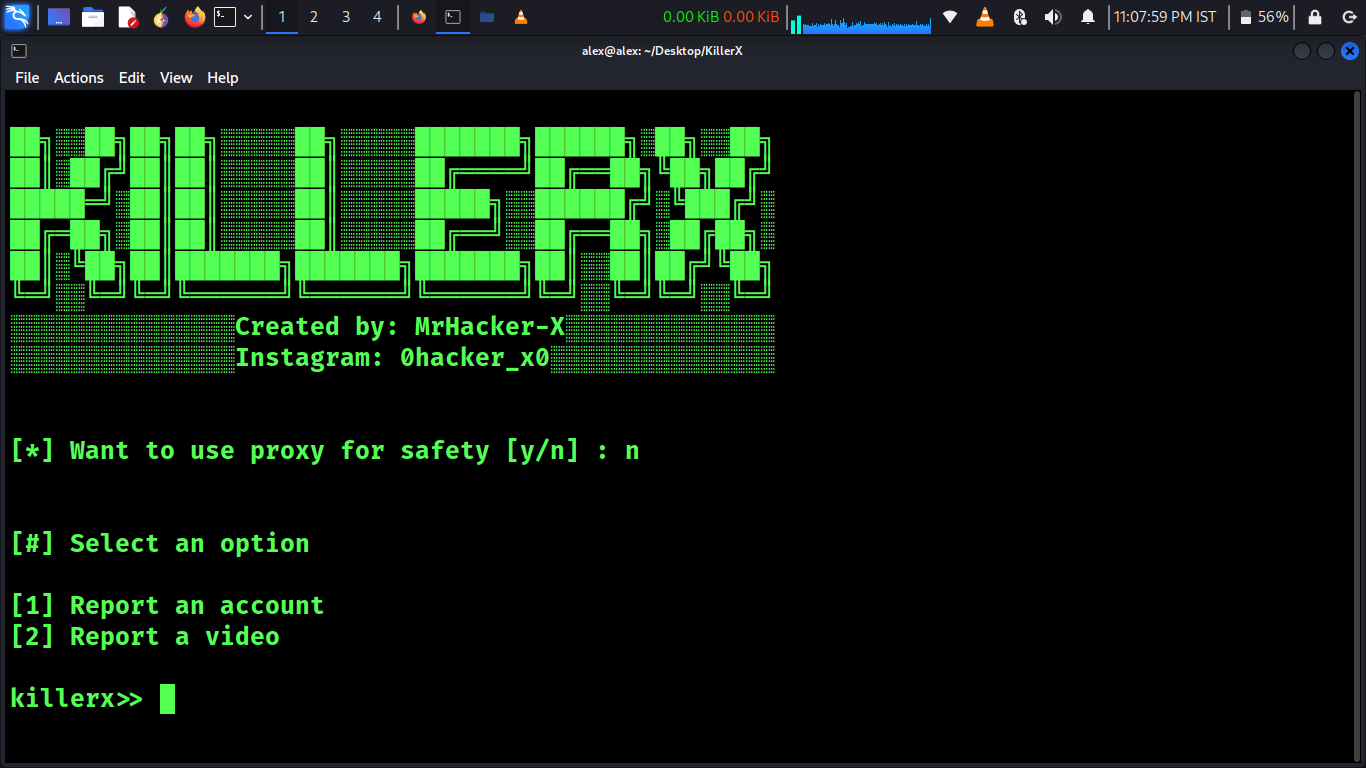 1 2 3 4 0.00 KiB 0.00 KiB 11:07:59 PM IST 56%
alex@alex: ~/Desktop/KillerX
File Actions Edit View Help
KILLERX
Created by: MrHacker-X
Instagram: 0hacker_x0
[*] Want to use proxy for safety [y/n] : n
[#] Select an option
[1] Report an account
[2] Report a video
killerx>>